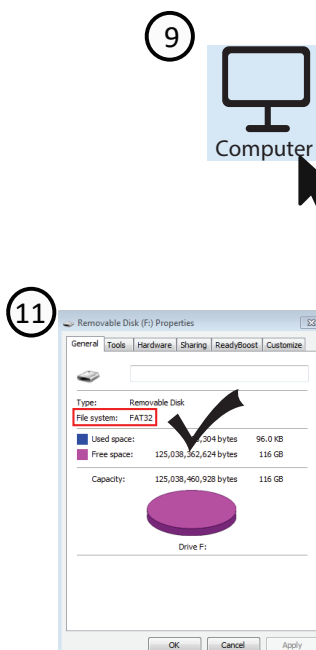 9
Computer
11
Removable Disk (F:) Properties
General Tools Hardware Sharing ReadyBoost Customize
Type: Removable Disk
File system: FAT32
Used space: 304 bytes 96.0 KB
Free space: 125,038,362,624 bytes 116 GB
Capacity: 125,038,460,928 bytes 116 GB
Drive F:
OK Cancel Apply